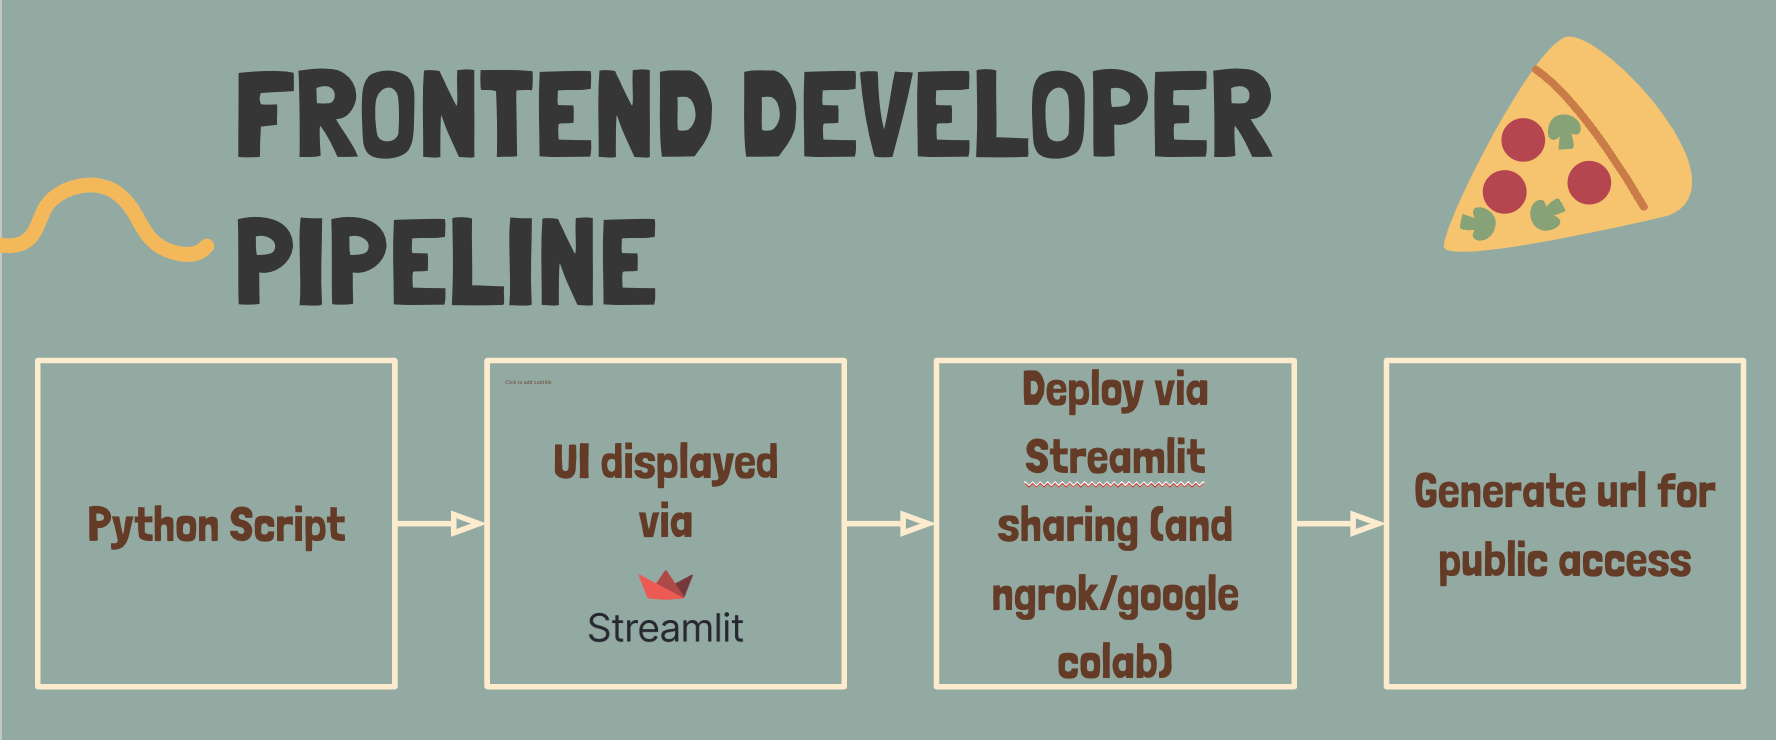 FRONTEND DEVELOPER
PIPELINE
Python Script
Click to add subtitle
UI displayed
via
Streamlit
Deploy via
Streamlit
sharing (and
ngrok/google
colab)
Generate url for
public access